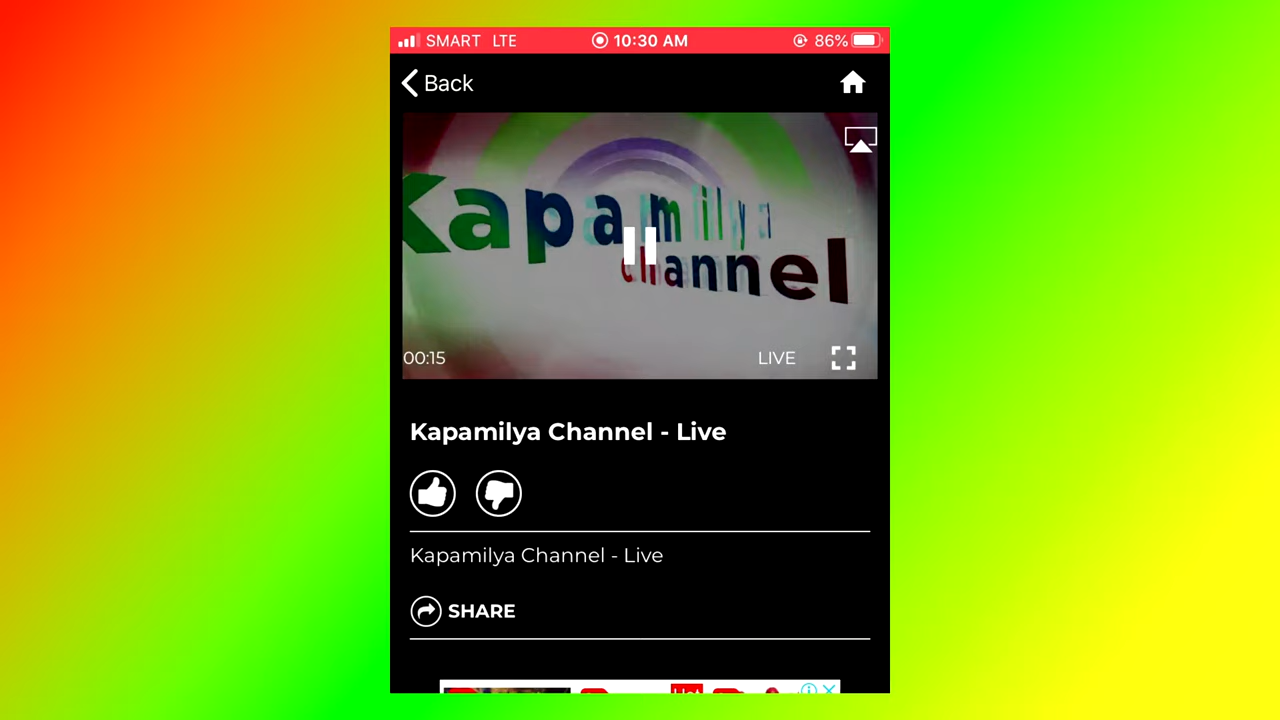 SMART LTE 10:30 AM 86%
Back
Kapamilya
channel
00:15 LIVE
Kapamilya Channel - Live
Kapamilya Channel - Live
SHARE
Hot